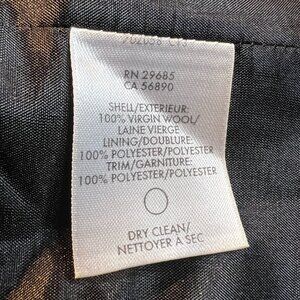 RN 29685
CA 56890
SHELL/EXTERIEUR:
100% VIRGIN WOOL/
LAINE VIERGE
LINING/DOUBLURE:
100% POLYESTER/POLYESTER
TRIM/GARNITURE:
100% POLYESTER/POLYESTER
DRY CLEAN/
NETTOYER A SEC